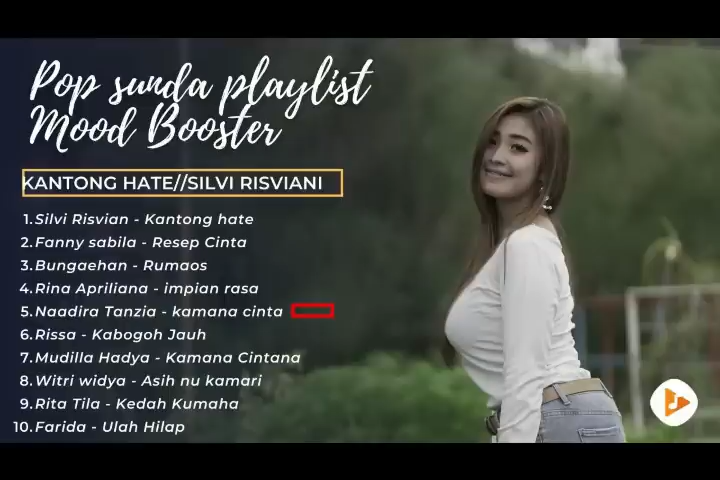 Pop sunda playlist
Mood Booster
KANTONG HATE//SILVI RISVIANI
1. Silvi Risvian - Kantong hate
2. Fanny sabila - Resep Cinta
3. Bungaehan - Rumaos
4. Rina Apriliana - impian rasa
5. Naadira Tanzia - kamana cinta
6. Rissa - Kabogoh Jauh
7. Mudilla Hadya - Kamana Cintana
8. Witri widya - Asih nu kamari
9. Rita Tila - Kedah Kumaha
10. Farida - Ulah Hilap